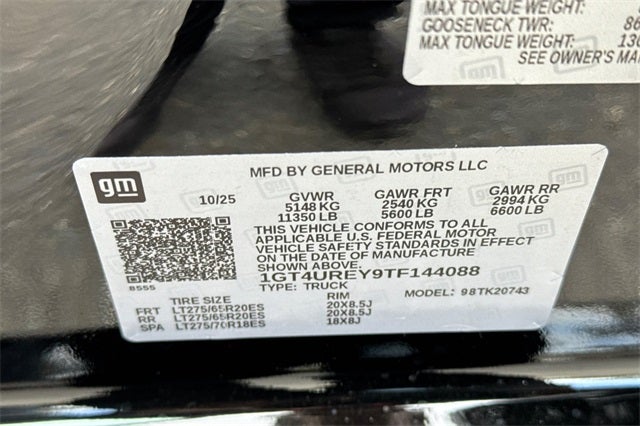 MAX TONGUE WEIGHT:
GOOSENECK TWR: 86
MAX TONGUE WEIGHT: 130
SEE OWNER'S MAN
gm
gm
MFD BY GENERAL MOTORS LLC
10/25 GVWR GAWR FRT GAWR RR
5148 KG 2540 KG 2994 KG
11350 LB 5600 LB 6600 LB
THIS VEHICLE CONFORMS TO ALL
APPLICABLE U.S. FEDERAL MOTOR
VEHICLE SAFETY STANDARDS IN EFFECT
ON THE DATE OF MANUFACTURE
SHOWN ABOVE.
8555
1GT4UREY9TF144088
TYPE: TRUCK MODEL: 98TK20743
TIRE SIZE RIM
FRT LT275/65R20ES 20X8.5J
RR LT275/65R20ES 20X8.5J
SPA LT275/70R18ES 18X8J